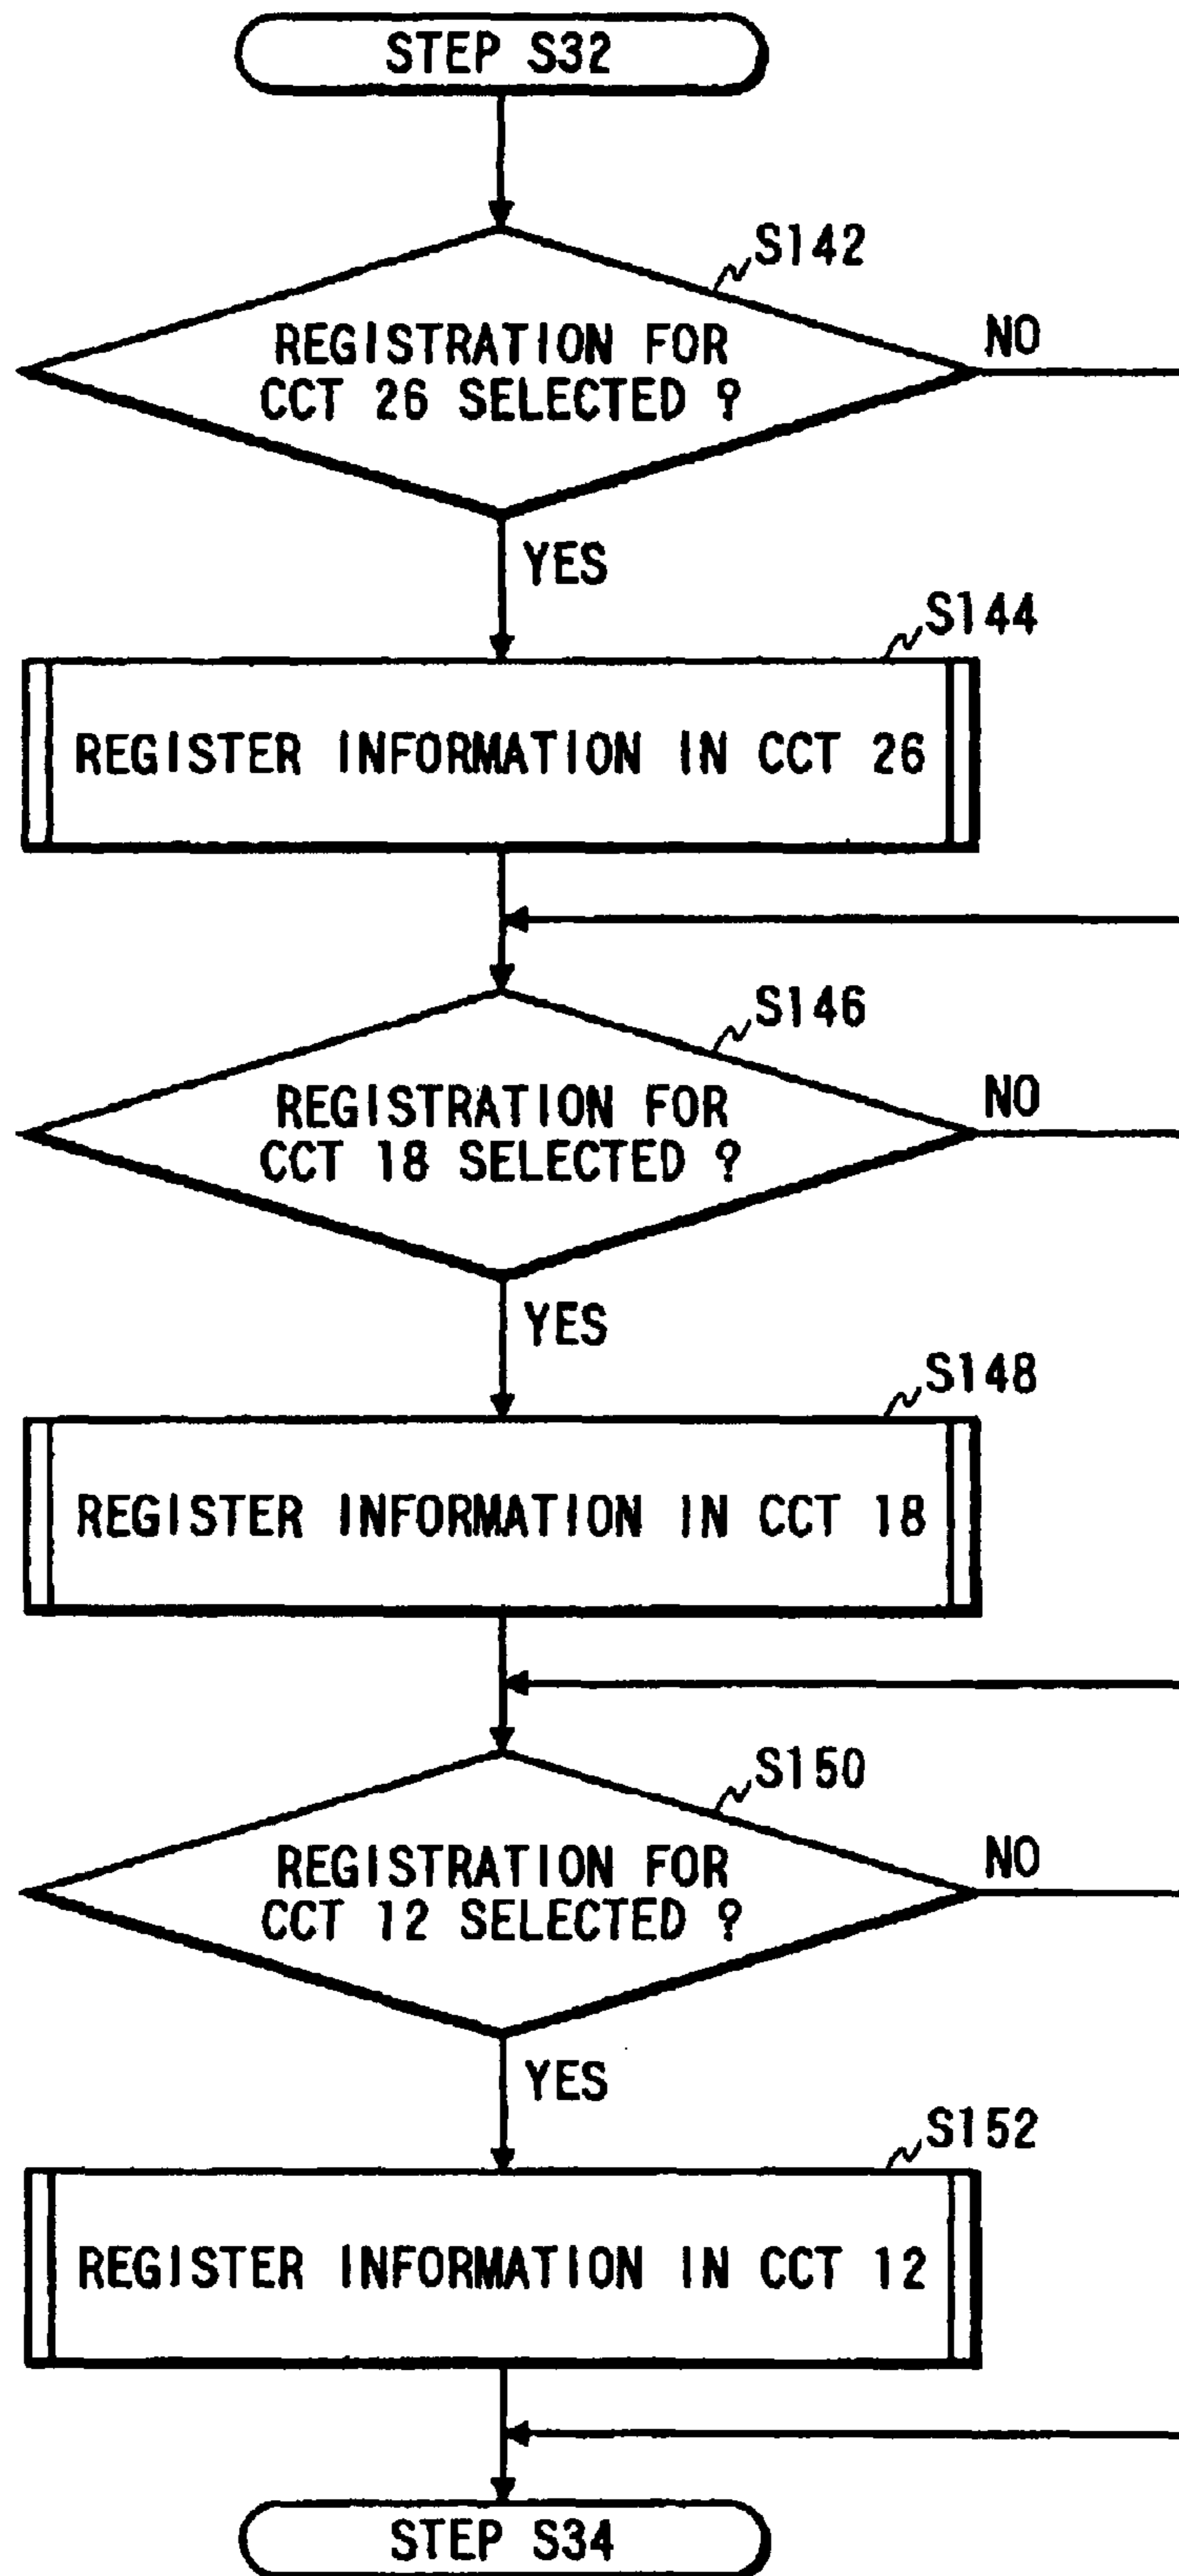 STEP S32
S142
REGISTRATION FOR
CCT 26 SELECTED ?
NO
YES
S144
REGISTER INFORMATION IN CCT 26
S146
REGISTRATION FOR
CCT 18 SELECTED ?
NO
YES
S148
REGISTER INFORMATION IN CCT 18
S150
REGISTRATION FOR
CCT 12 SELECTED ?
NO
YES
S152
REGISTER INFORMATION IN CCT 12
STEP S34